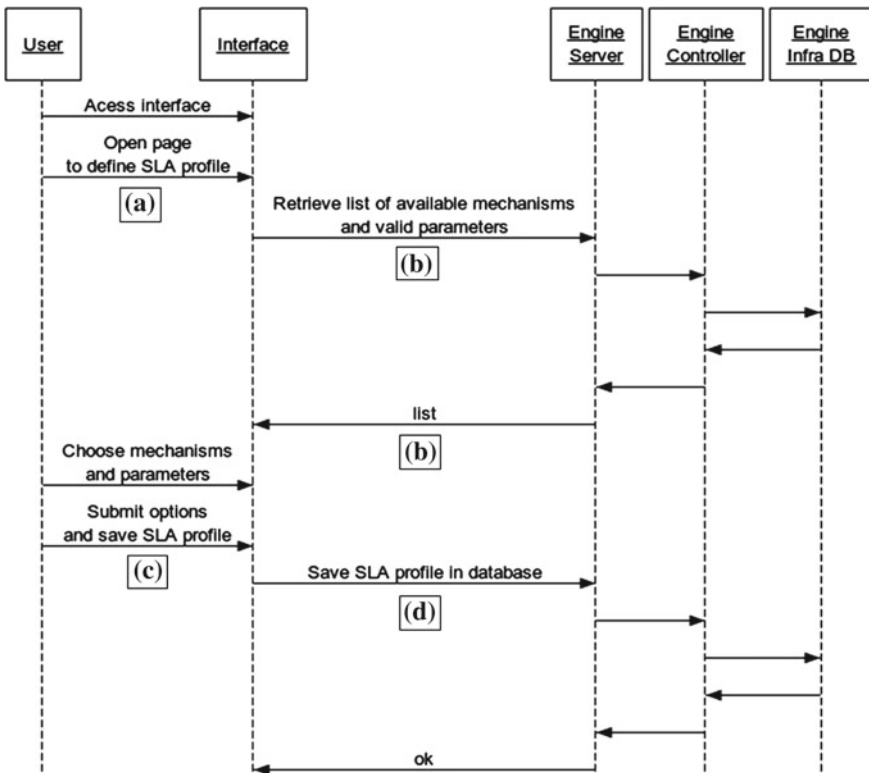 User
Interface
Engine
Server
Engine
Controller
Engine
Infra DB
Acess interface
Open page
to define SLA profile
(a)
Retrieve list of available mechanisms
and valid parameters
(b)
list
(b)
Choose mechanisms
and parameters
Submit options
and save SLA profile
(c)
Save SLA profile in database
(d)
ok